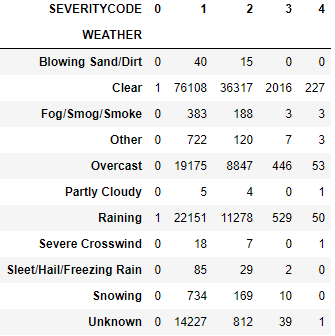 SEVERITYCODE 0 1 2 3 4
WEATHER
Blowing Sand/Dirt 0 40 15 0 0
Clear 1 76108 36317 2016 227
Fog/Smog/Smoke 0 383 188 3 3
Other 0 722 120 7 3
Overcast 0 19175 8847 446 53
Partly Cloudy 0 5 4 0 1
Raining 1 22151 11278 529 50
Severe Crosswind 0 18 7 0 1
Sleet/Hail/Freezing Rain 0 85 29 2 0
Snowing 0 734 169 10 0
Unknown 0 14227 812 39 1